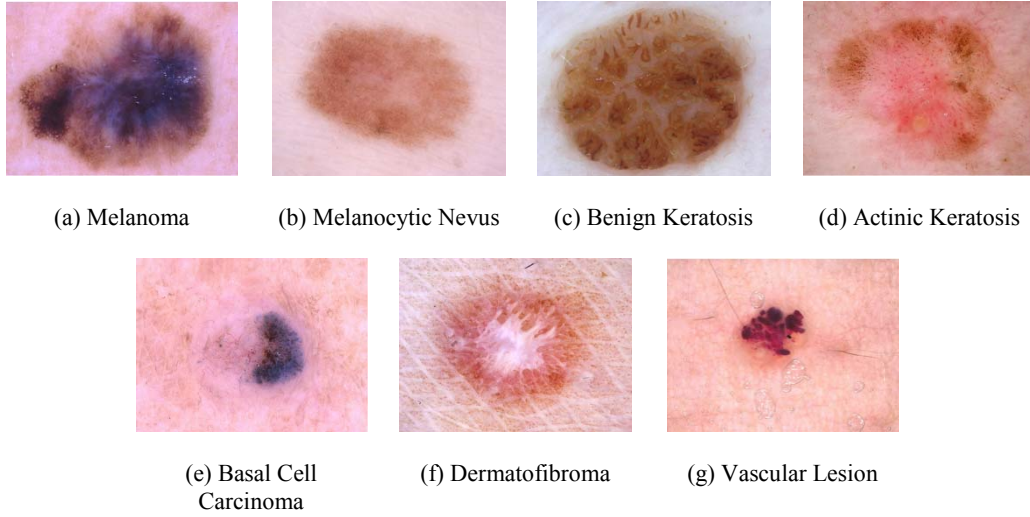 (a) Melanoma
(b) Melanocytic Nevus
(c) Benign Keratosis
(d) Actinic Keratosis
(e) Basal Cell
Carcinoma
(f) Dermatofibroma
(g) Vascular Lesion